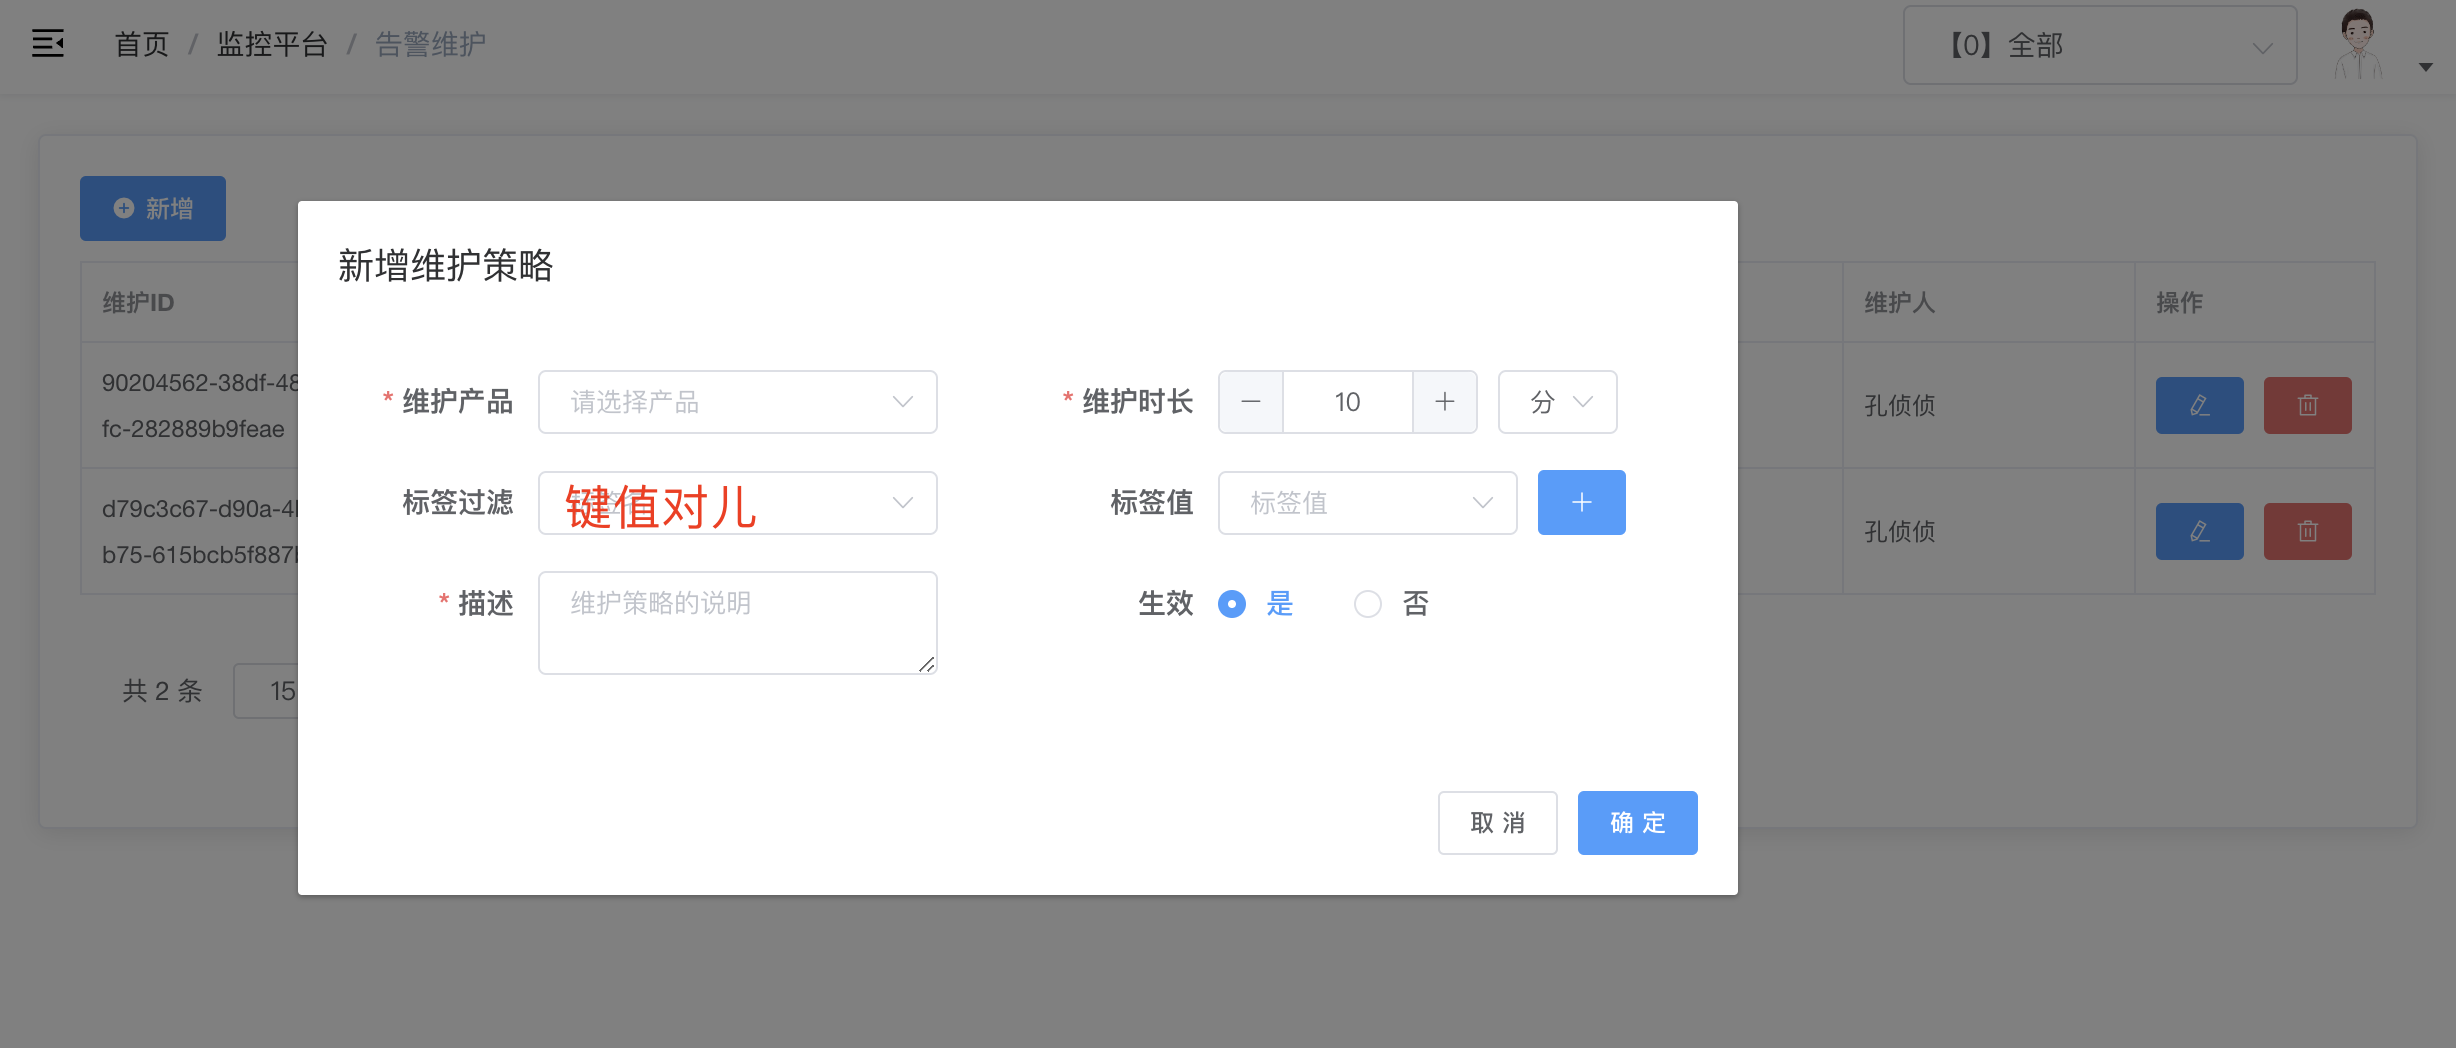 首页 / 监控平台 / 告警维护
【0】全部
新增
维护ID
维护人
操作
90204562-38df-48
fc-282889b9feae
孔侦侦
d79c3c67-d90a-4
b75-615bcb5f887
孔侦侦
共 2 条
15
新增维护策略
* 维护产品
请选择产品
* 维护时长
10
分
标签过滤
键值对儿
标签值
标签值
* 描述
维护策略的说明
生效
是
否
取 消
确 定